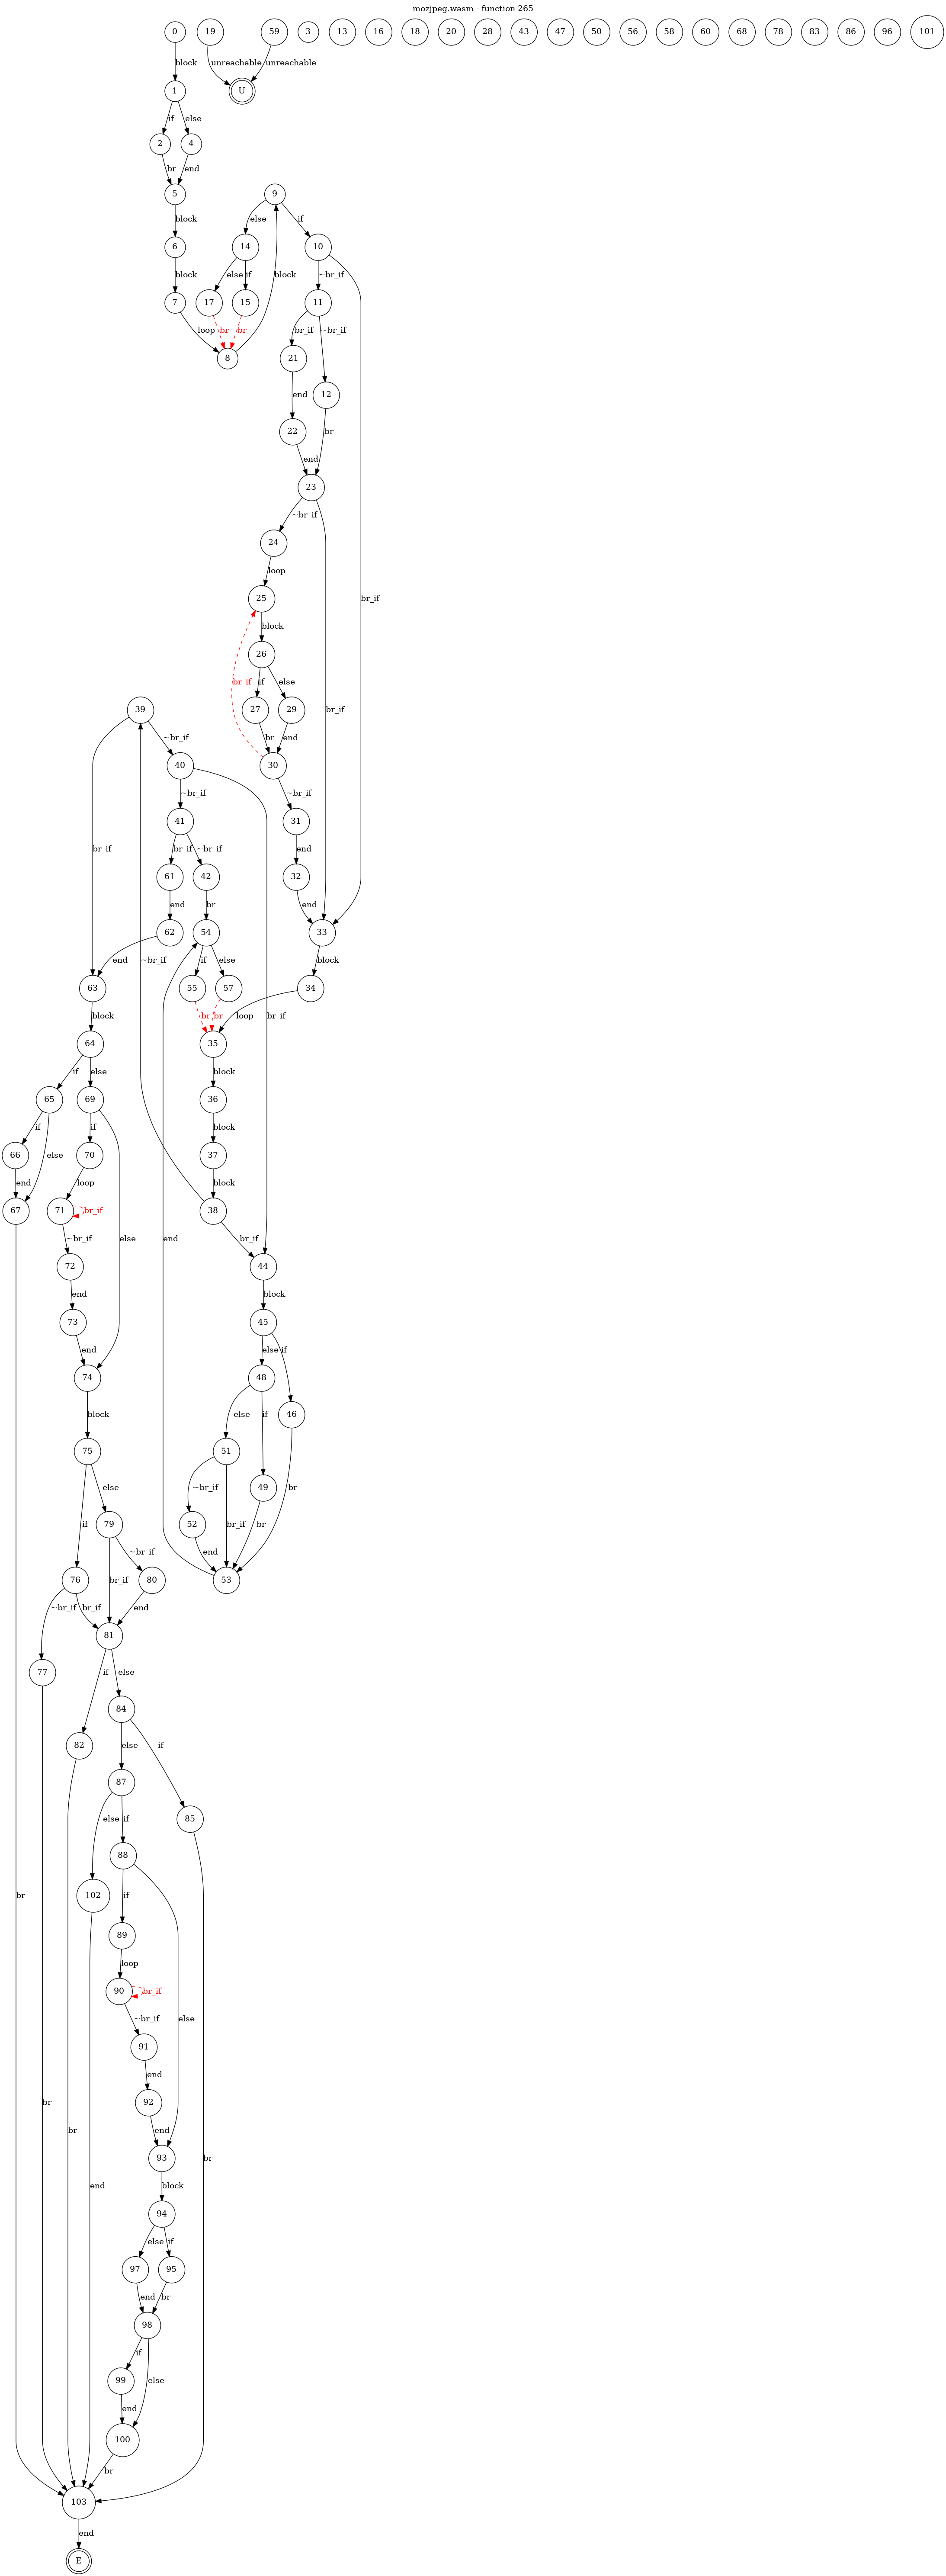 mozjpeg.wasm - function 265
0 19 59 3 13 16 18 20 28 43 47 50 56 58 60 68 78 83 86 96 101
block unreachable unreachable
1 U
if else
2 4
br end
5 9
block else if
6 14 10
block else if block ~br_if
7 17 15 11
loop br br br_if ~br_if
8 21
end 12
22 br
end
23
~br_if
24
loop
25
block
26
br_if if else
39 27 29 br_if br_if
~br_if br end
40 30
~br_if ~br_if
41 31
br_if br_if ~br_if end
61 42 32
end br end
62 54 33
end ~br_if if else block
63 55 57 34
block br br br_if loop
64 35
if else block
65 69 36
if else if block
66 70 37
end loop block
67 71 br_if 38
~br_if end else br_if
72 44
end block
73 45
end else if
74 48 46
block else if
75 51 49
else ~br_if br
if 79 52 br_if br
~br_if end
76 br_if 80 53
~br_if br_if end
81
77 if else
84
82 else if
87 85
else if
88
br 102 if
89
loop
90 br_if
~br_if else
91
end
92
br end
br end 93 br
block
94
else if
97 95
end br
98
if else
99
end
100
br
103
end
E